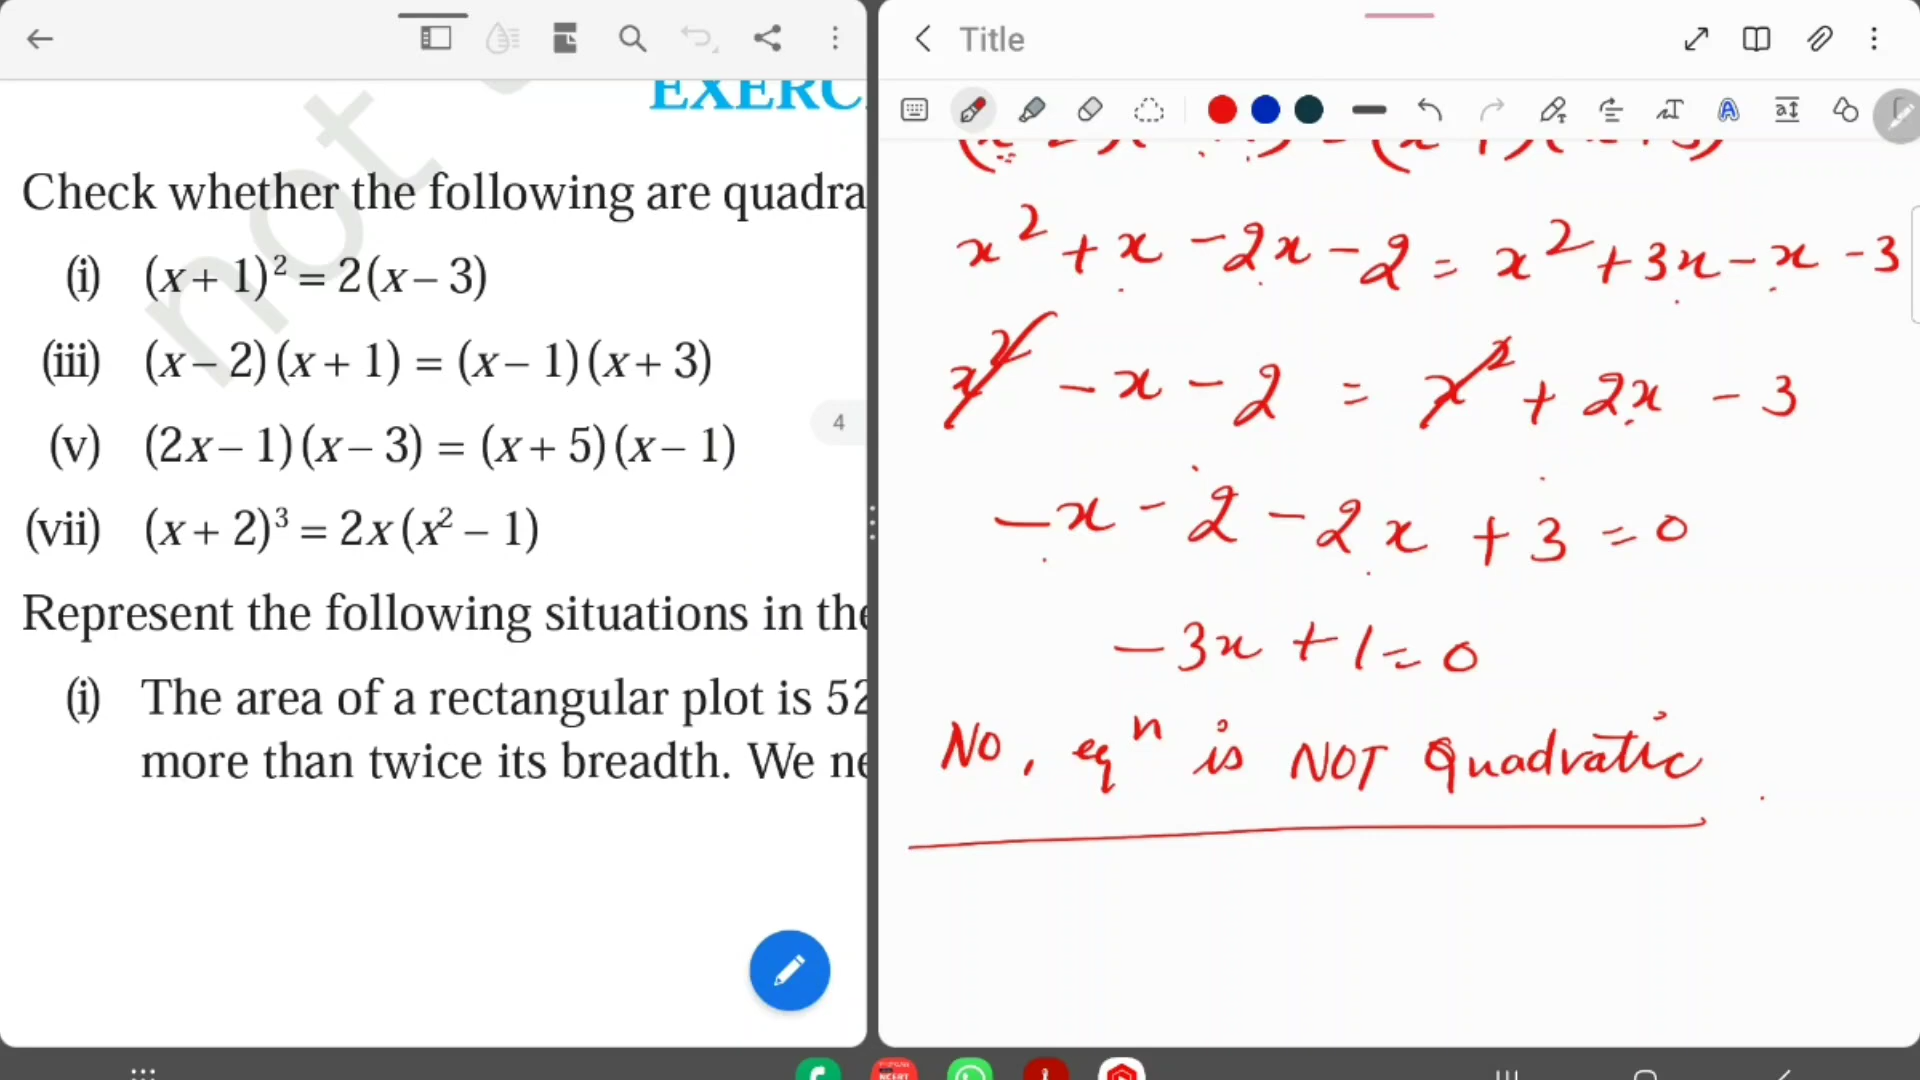 Title
EXERC
not
Check whether the following are quadra
(i) (x + 1)² = 2(x – 3)
(iii) (x – 2)(x + 1) = (x – 1)(x + 3)
(v) (2x – 1)(x – 3) = (x + 5)(x – 1)
(vii) (x + 2)³ = 2x(x² – 1)
Represent the following situations in the
(i) The area of a rectangular plot is 52
more than twice its breadth. We ne
4
x² + x - 2x - 2 = x² + 3x - x - 3
x² - x - 2 = x² + 2x - 3
-x - 2 - 2x + 3 = 0
-3x + 1 = 0
No, eqⁿ is NOT Quadratic